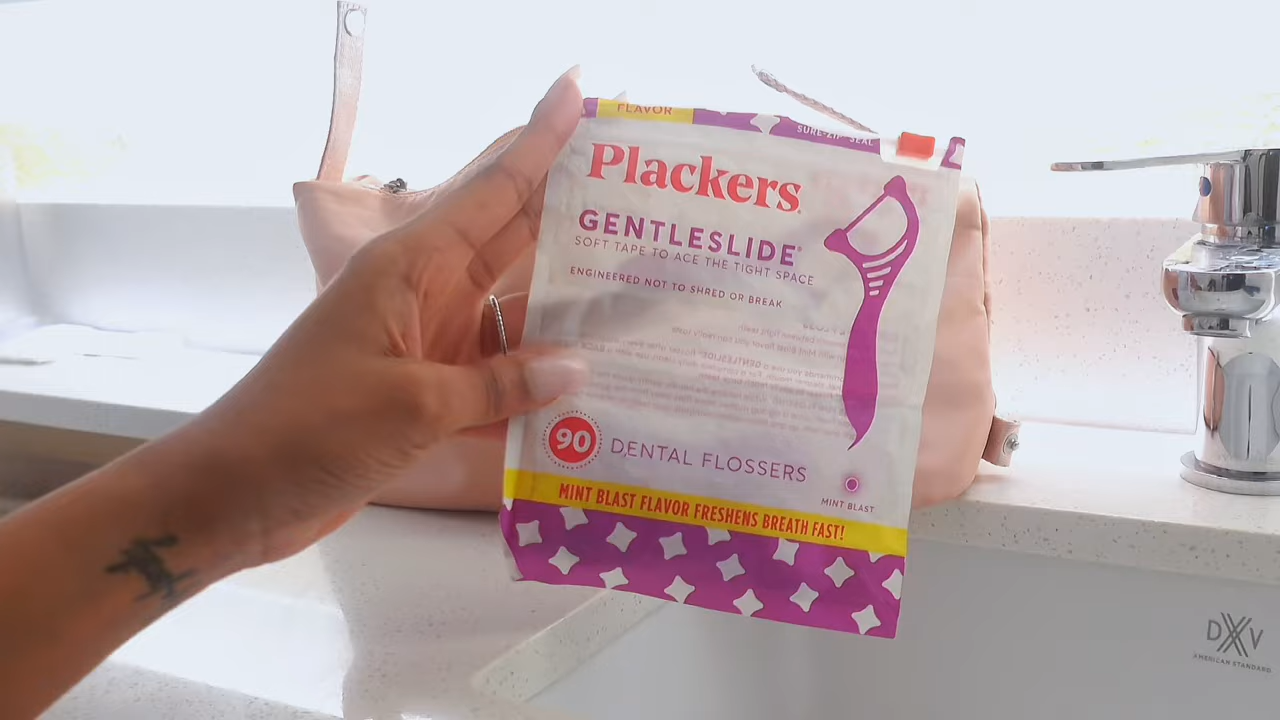 FLAVOR
SURE-ZIP SEAL
Plackers
GENTLESLIDE®
SOFT TAPE TO ACE THE TIGHT SPACE
ENGINEERED NOT TO SHRED OR BREAK
90 DENTAL FLOSSERS
MINT BLAST
MINT BLAST FLAVOR FRESHENS BREATH FAST!
DXV
AMERICAN STANDARD